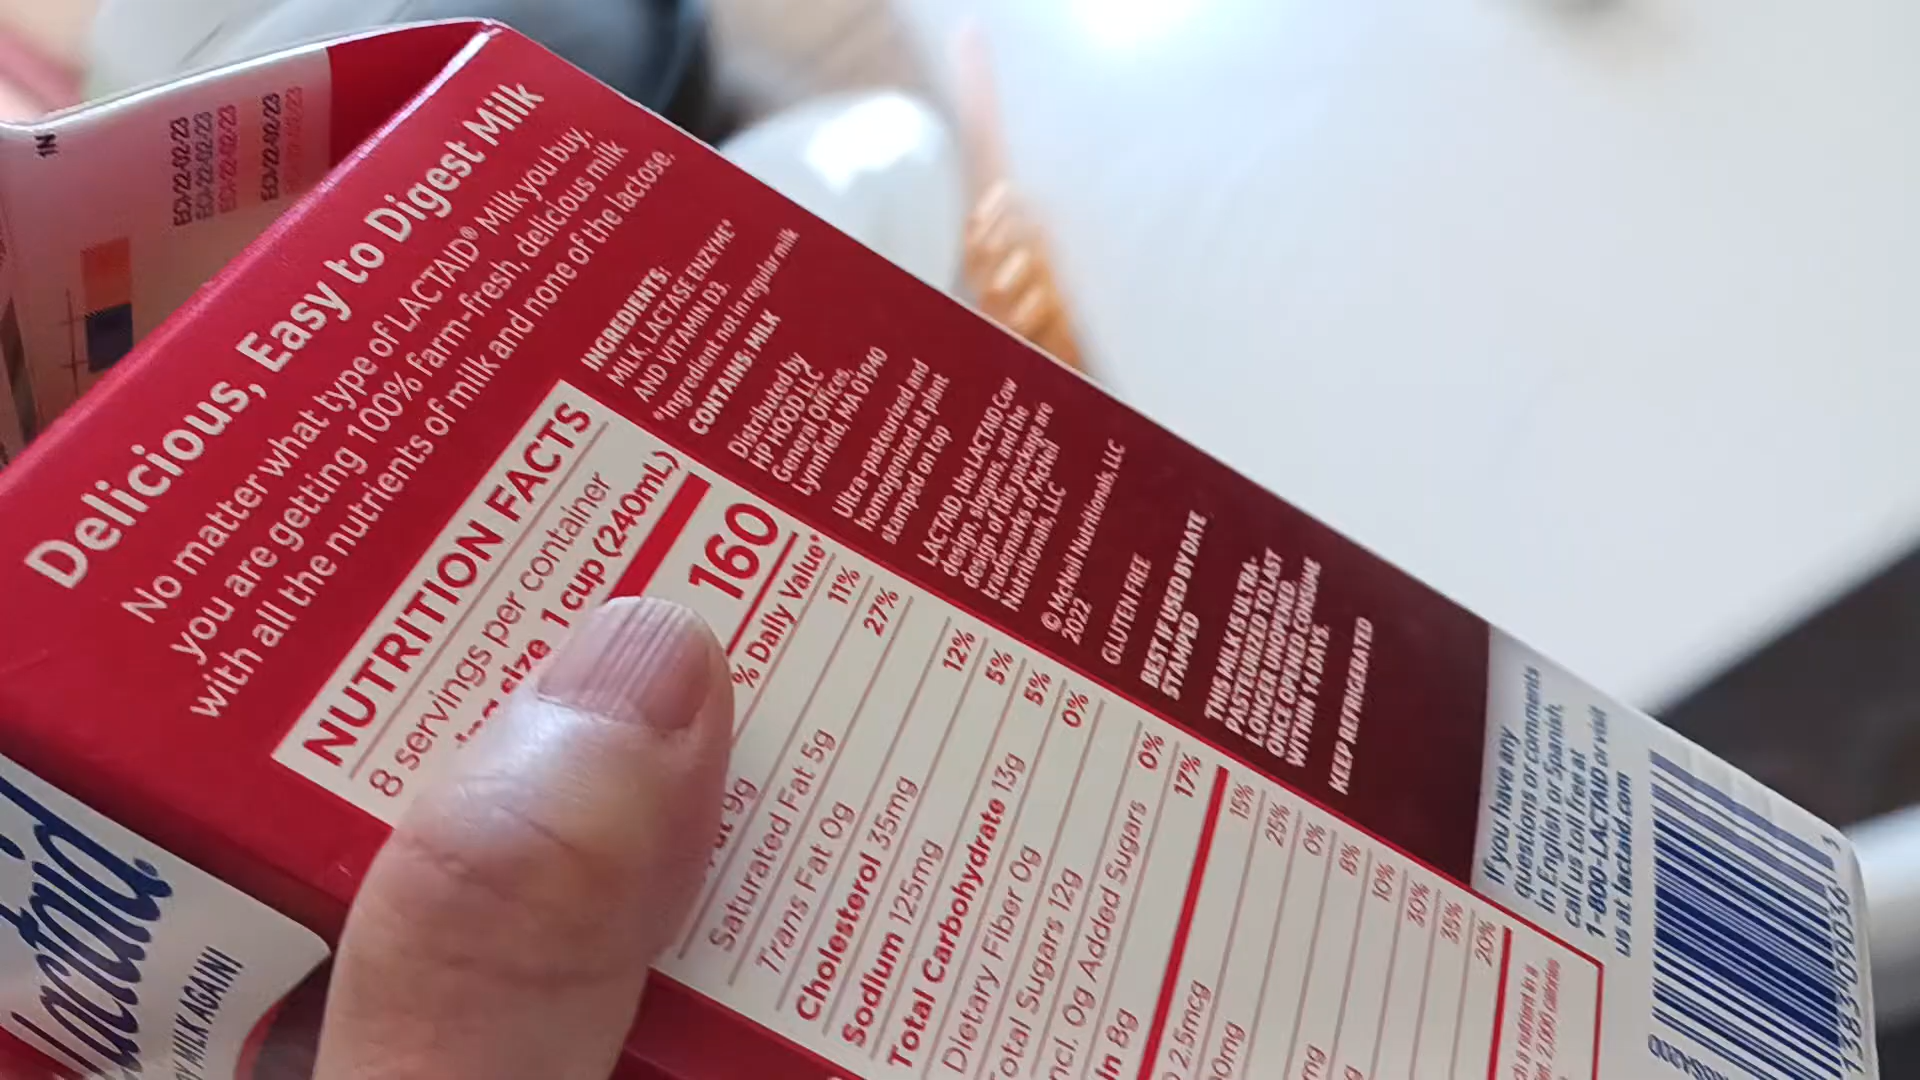 Delicious, Easy to Digest Milk
No matter what type of LACTAID® Milk you buy,
you are getting 100% farm-fresh, delicious milk
with all the nutrients of milk and none of the lactose.
NUTRITION FACTS
8 servings per container
size 1 cup (240mL)
160
% Daily Value*
9g 11%
Saturated Fat 5g 27%
Trans Fat 0g
Cholesterol 35mg 12%
Sodium 125mg 5%
Total Carbohydrate 13g 5%
Dietary Fiber 0g 0%
Total Sugars 12g
Incl. 0g Added Sugars 0%
8g 17%
2.5mcg 15%
25%
0%
8%
10%
30%
35%
20%
INGREDIENTS:
MILK, LACTASE ENZYME*
AND VITAMIN D3.
*Ingredient not in regular milk
CONTAINS: MILK
Distributed by
HP HOOD LLC
General Offices,
Lynnfield, MA 01940
Ultra-pasteurized and
homogenized at plant
stamped on top
LACTAID, the LACTAID Cow
design, slogans, and the
design of this package are
trademarks of McNeil
Nutritionals, LLC
© McNeil Nutritionals, LLC
2022
GLUTEN FREE
BEST IF USED BY DATE
STAMPED
THIS MILK IS ULTRA-
PASTEURIZED TO LAST
LONGER UNOPENED.
ONCE OPENED CONSUME
WITHIN 14 DAYS.
KEEP REFRIGERATED
If you have any
questions or comments
in English or Spanish,
call us toll free at
1-800-LACTAID or visit
us at lactaid.com
lactaid
MILK AGAIN!
1N